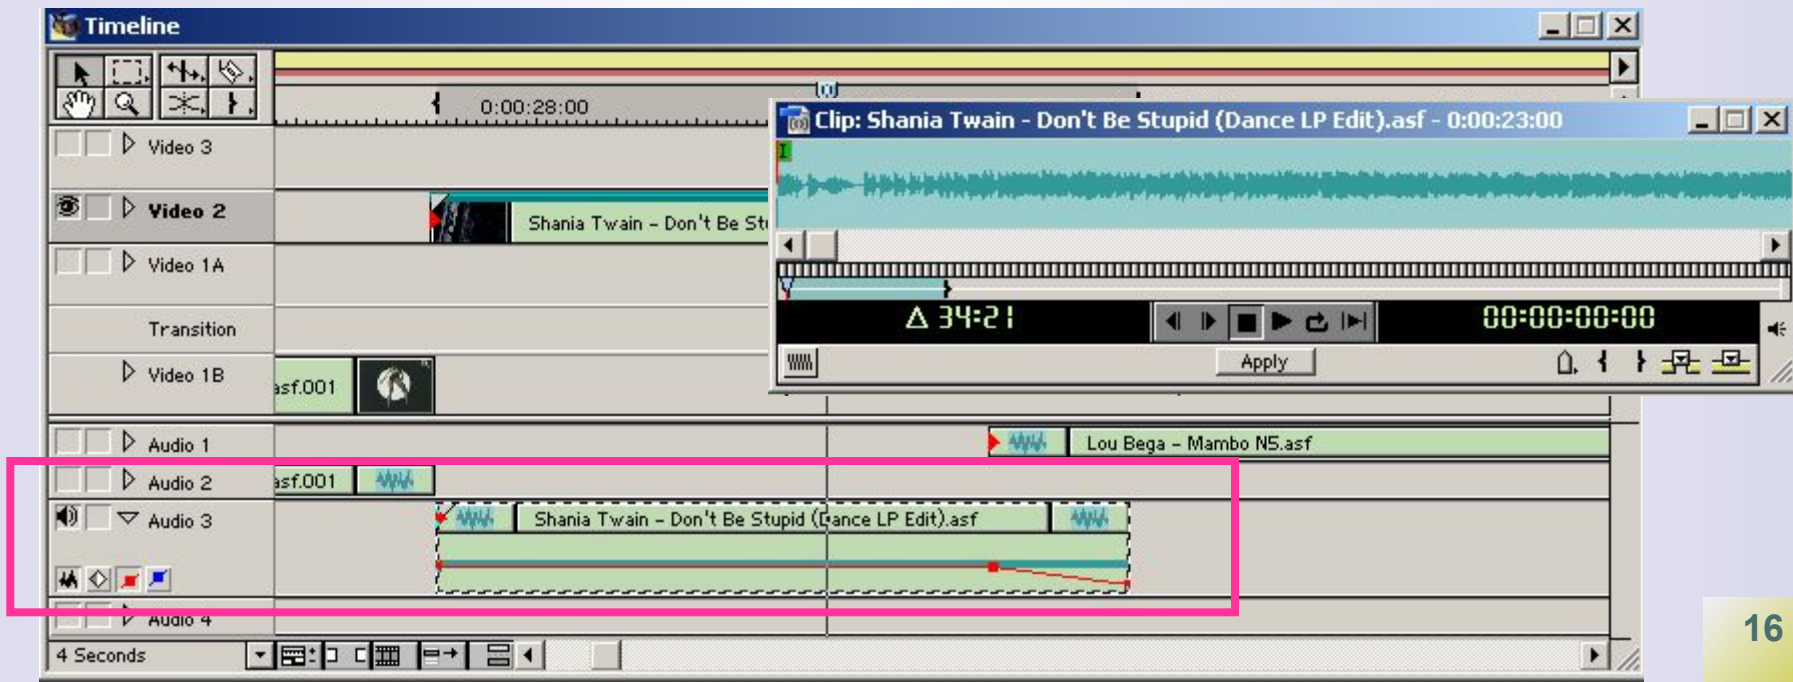 Timeline
0:00:28:00
Clip: Shania Twain - Don't Be Stupid (Dance LP Edit).asf - 0:00:23:00
I
Video 3
Video 2
Shania Twain - Don't Be Stu
Video 1A
Transition
Δ 34:21
00:00:00:00
Apply
Video 1B
asf.001
Audio 1
Lou Bega - Mambo N5.asf
Audio 2
asf.001
Audio 3
Shania Twain - Don't Be Stupid (Dance LP Edit).asf
Audio 4
4 Seconds
16